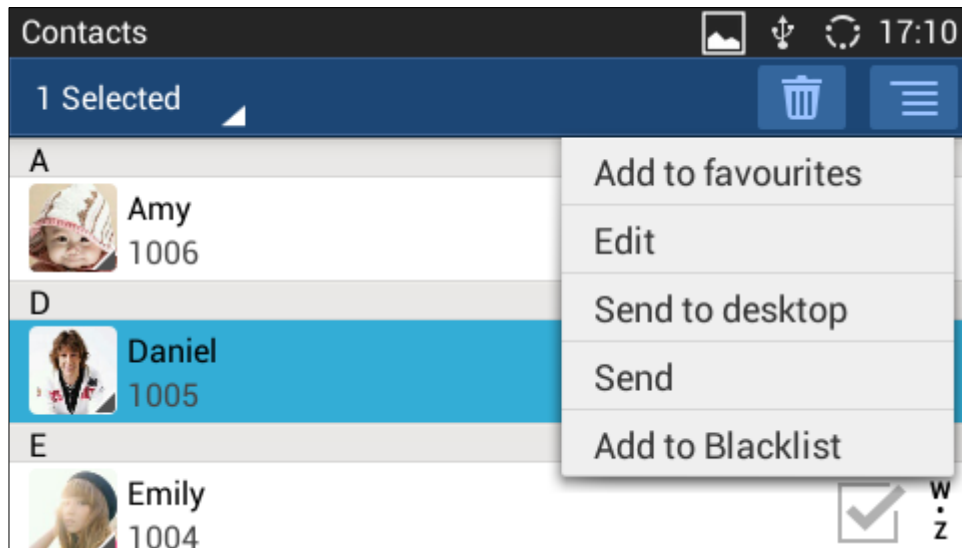 Contacts 17:10
1 Selected
A
Add to favourites
Amy
1006
Edit
D
Send to desktop
Daniel
1005
Send
E
Add to Blacklist
Emily
1004
W
.
Z